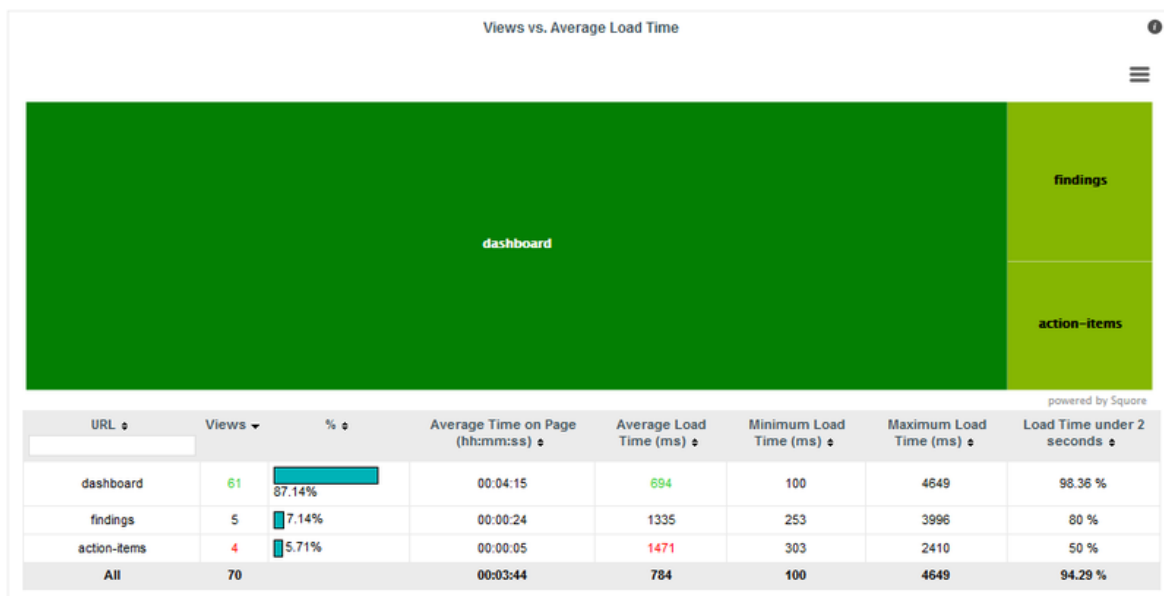 Views vs. Average Load Time
findings
dashboard
action-items
powered by Squore
URL Views % Average Time on Page (hh:mm:ss) Average Load Time (ms) Minimum Load Time (ms) Maximum Load Time (ms) Load Time under 2 seconds
dashboard 61 87.14% 00:04:15 694 100 4649 98.36 %
findings 5 7.14% 00:00:24 1335 253 3996 80 %
action-items 4 5.71% 00:00:05 1471 303 2410 50 %
All 70 00:03:44 784 100 4649 94.29 %